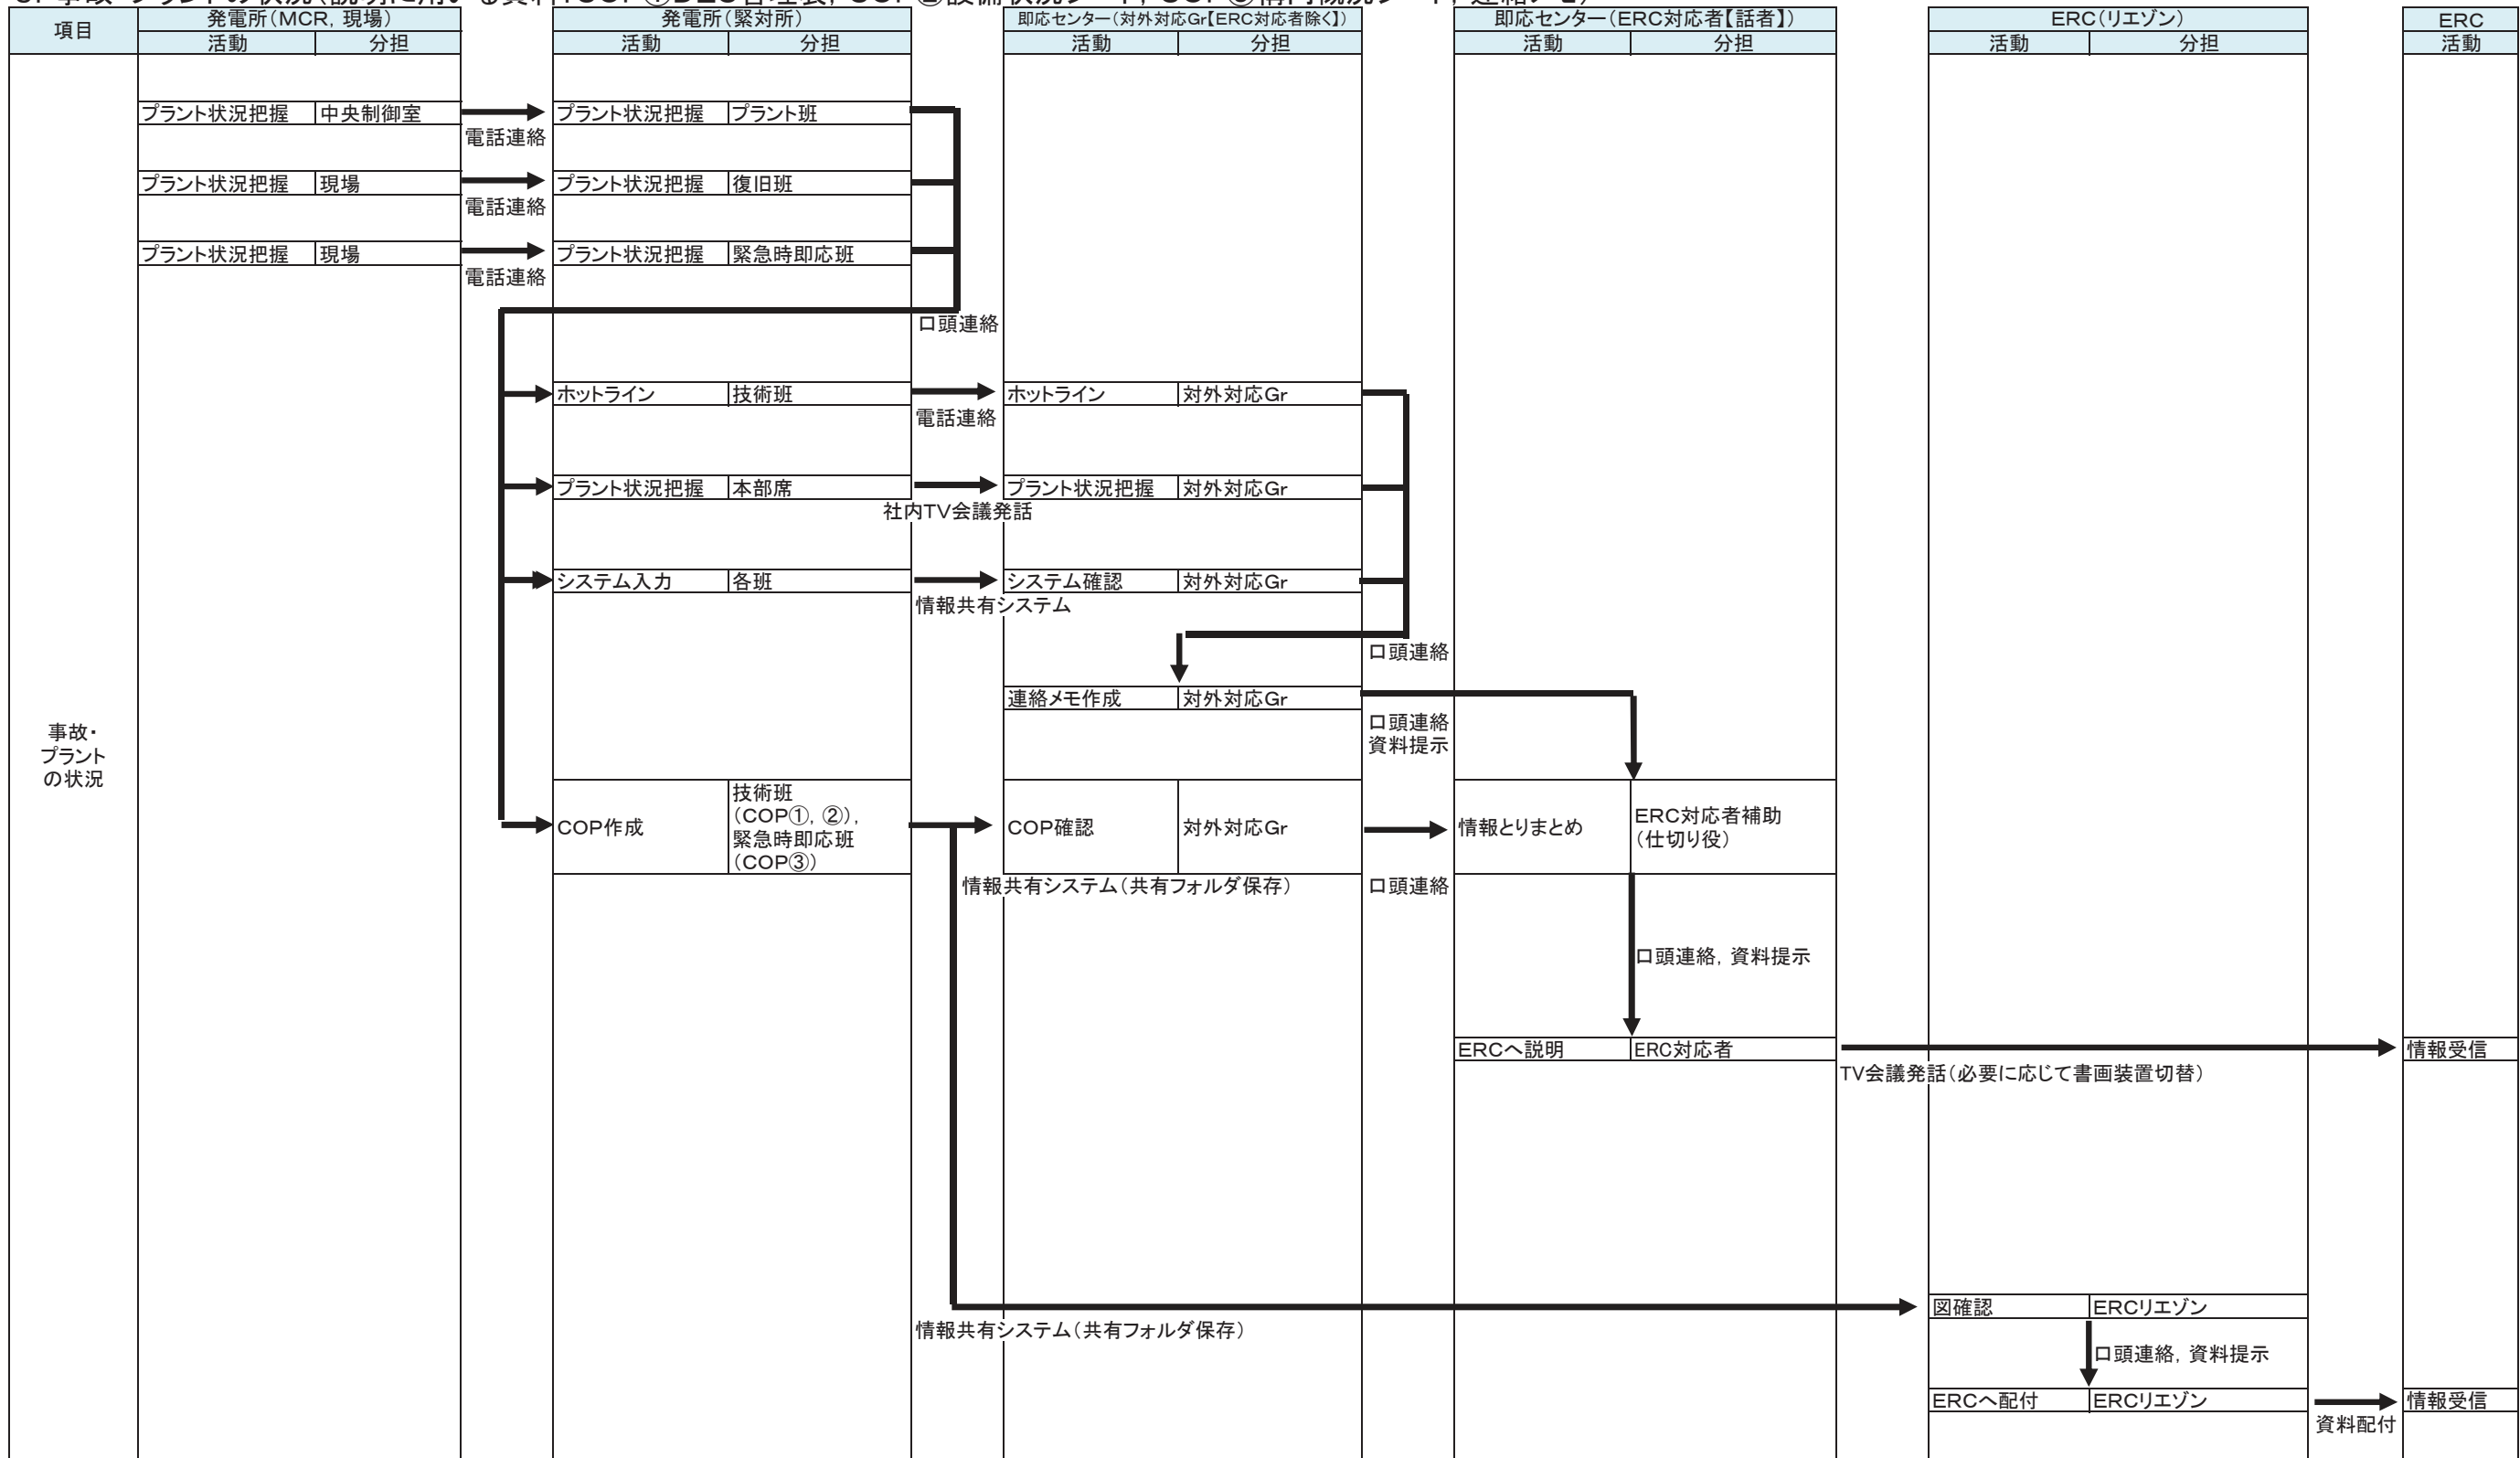 項目
発電所（MCR，現場）
発電所（緊対所）
即応センター（対外対応Gr【ERC対応者除く】）
即応センター（ERC対応者【話者】）
ERC（リエゾン）
ERC
活動 分担
活動 分担
活動 分担
活動 分担
活動 分担
活動
プラント状況把握 中央制御室
電話連絡
プラント状況把握 プラント班
プラント状況把握 現場
電話連絡
プラント状況把握 復旧班
プラント状況把握 現場
電話連絡
プラント状況把握 緊急時即応班
口頭連絡
ホットライン 技術班
電話連絡
ホットライン 対外対応Gr
プラント状況把握 本部席
社内TV会議発話
プラント状況把握 対外対応Gr
システム入力 各班
情報共有システム
システム確認 対外対応Gr
口頭連絡
連絡メモ作成 対外対応Gr
口頭連絡
資料提示
事故・
プラント
の状況
COP作成
技術班
（COP①，②），
緊急時即応班
（COP③）
情報共有システム（共有フォルダ保存）
COP確認 対外対応Gr
口頭連絡
情報とりまとめ
ERC対応者補助
（仕切り役）
口頭連絡，資料提示
ERCへ説明 ERC対応者
TV会議発話（必要に応じて書画装置切替）
情報受信
情報共有システム（共有フォルダ保存）
図確認 ERCリエゾン
口頭連絡，資料提示
ERCへ配付 ERCリエゾン
資料配付
情報受信